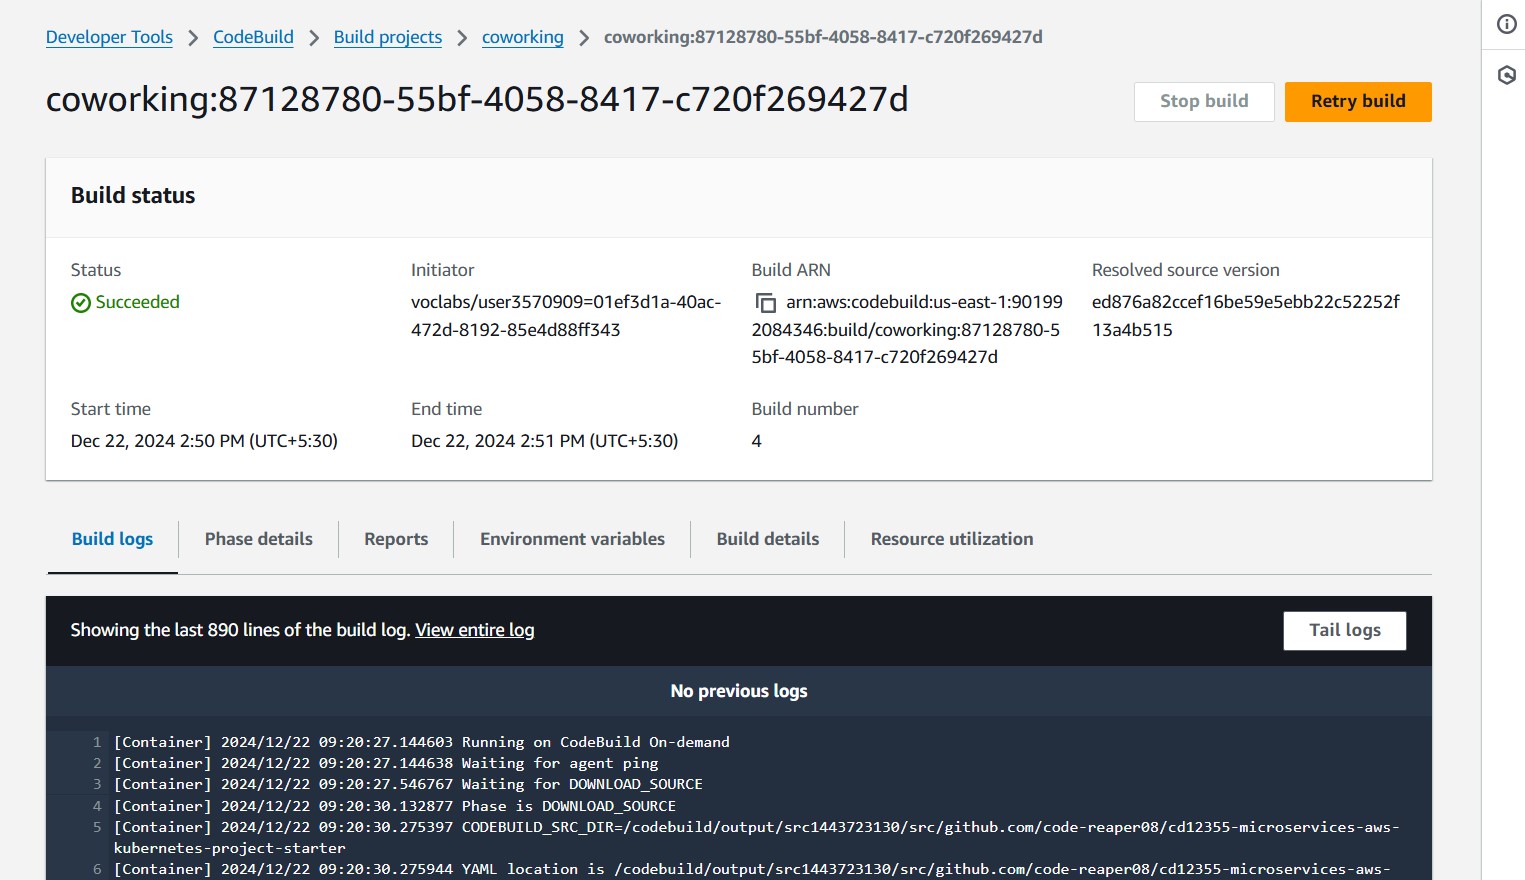 Developer Tools > CodeBuild > Build projects > coworking > coworking:87128780-55bf-4058-8417-c720f269427d
coworking:87128780-55bf-4058-8417-c720f269427d
Stop build
Retry build
Build status
Status
Succeeded
Initiator
voclabs/user3570909=01ef3d1a-40ac-
472d-8192-85e4d88ff343
Build ARN
arn:aws:codebuild:us-east-1:90199
2084346:build/coworking:87128780-5
5bf-4058-8417-c720f269427d
Resolved source version
ed876a82ccef16be59e5ebb22c52252f
13a4b515
Start time
Dec 22, 2024 2:50 PM (UTC+5:30)
End time
Dec 22, 2024 2:51 PM (UTC+5:30)
Build number
4
Build logs
Phase details
Reports
Environment variables
Build details
Resource utilization
Showing the last 890 lines of the build log. View entire log
Tail logs
No previous logs
1 [Container] 2024/12/22 09:20:27.144603 Running on CodeBuild On-demand
2 [Container] 2024/12/22 09:20:27.144638 Waiting for agent ping
3 [Container] 2024/12/22 09:20:27.546767 Waiting for DOWNLOAD_SOURCE
4 [Container] 2024/12/22 09:20:30.132877 Phase is DOWNLOAD_SOURCE
5 [Container] 2024/12/22 09:20:30.275397 CODEBUILD_SRC_DIR=/codebuild/output/src1443723130/src/github.com/code-reaper08/cd12355-microservices-aws-
kubernetes-project-starter
6 [Container] 2024/12/22 09:20:30.275944 YAML location is /codebuild/output/src1443723130/src/github.com/code-reaper08/cd12355-microservices-aws-